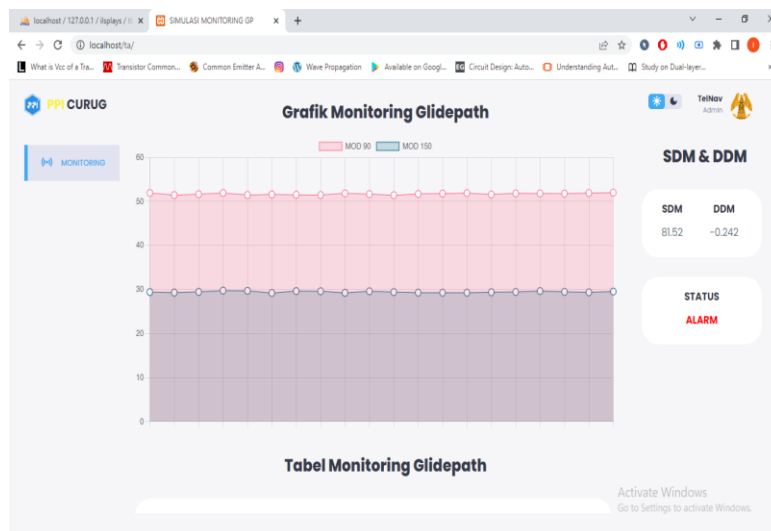 localhost / 127.0.0.1 / ilsplays / t
SIMULASI MONITORING GP
localhost/ta/
What is Vcc of a Tra...
Transistor Common...
Common Emitter A...
Wave Propagation
Available on Googl...
EG
Circuit Design: Auto...
Understanding Aut...
Study on Dual-layer...
PPI
PPI CURUG
Grafik Monitoring Glidepath
TelNav
Admin
MONITORING
MOD 90
MOD 150
60
50
40
30
20
10
0
SDM & DDM
SDM
DDM
81.52
-0.242
STATUS
ALARM
Tabel Monitoring Glidepath
Activate Windows
Go to Settings to activate Windows.